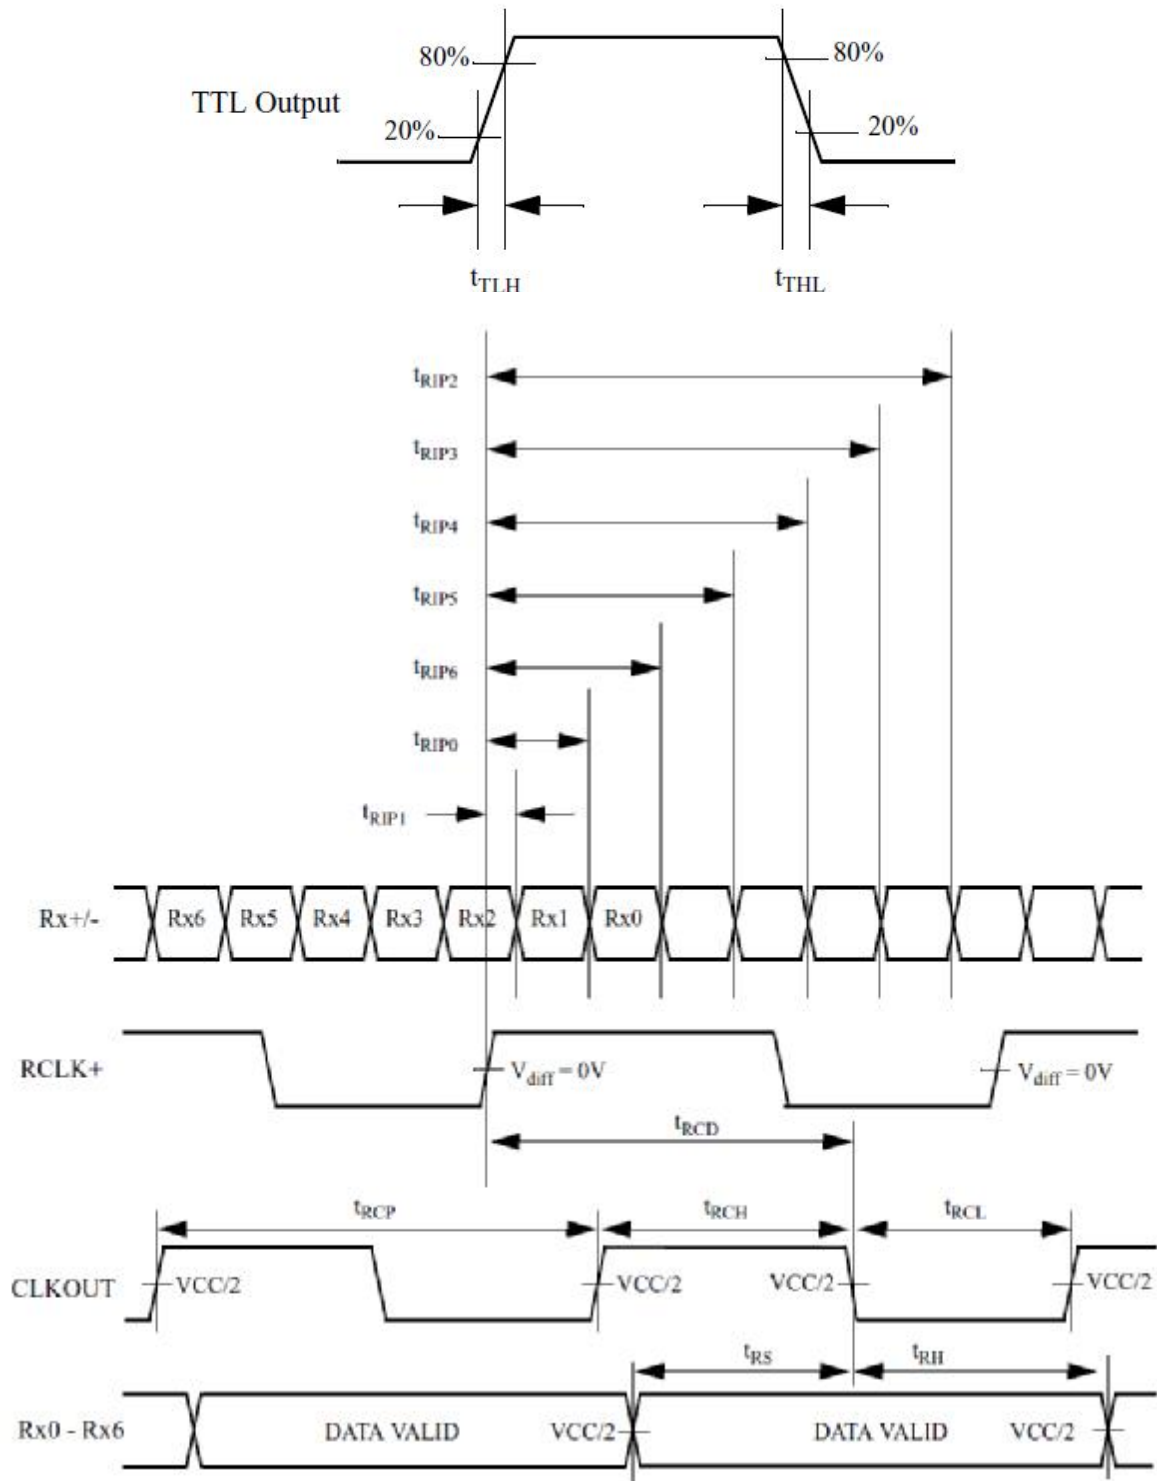 80%
80%
TTL Output
20%
20%
tTLH
tTHL
tRIP2
tRIP3
tRIP4
tRIP5
tRIP6
tRIP0
tRIP1
Rx+/-
Rx6
Rx5
Rx4
Rx3
Rx2
Rx1
Rx0
RCLK+
Vdiff = 0V
Vdiff = 0V
tRCD
tRCP
tRCH
tRCL
CLKOUT
VCC/2
VCC/2
VCC/2
VCC/2
tRS
tRH
Rx0 - Rx6
DATA VALID
VCC/2
DATA VALID
VCC/2